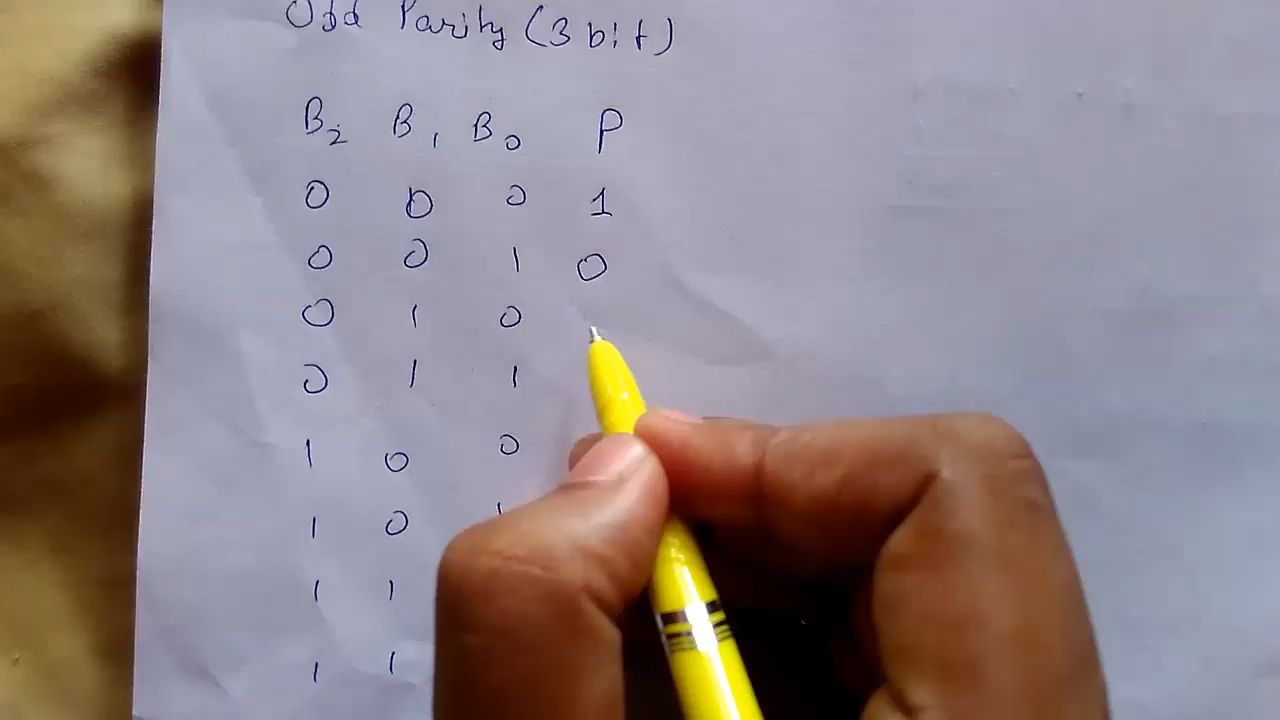 Odd Parity (3 bit)
B₂ B₁ B₀ P
0 0 0 1
0 0 1 0
0 1 0
0 1 1
1 0 0
1 0 1
1 1
1 1